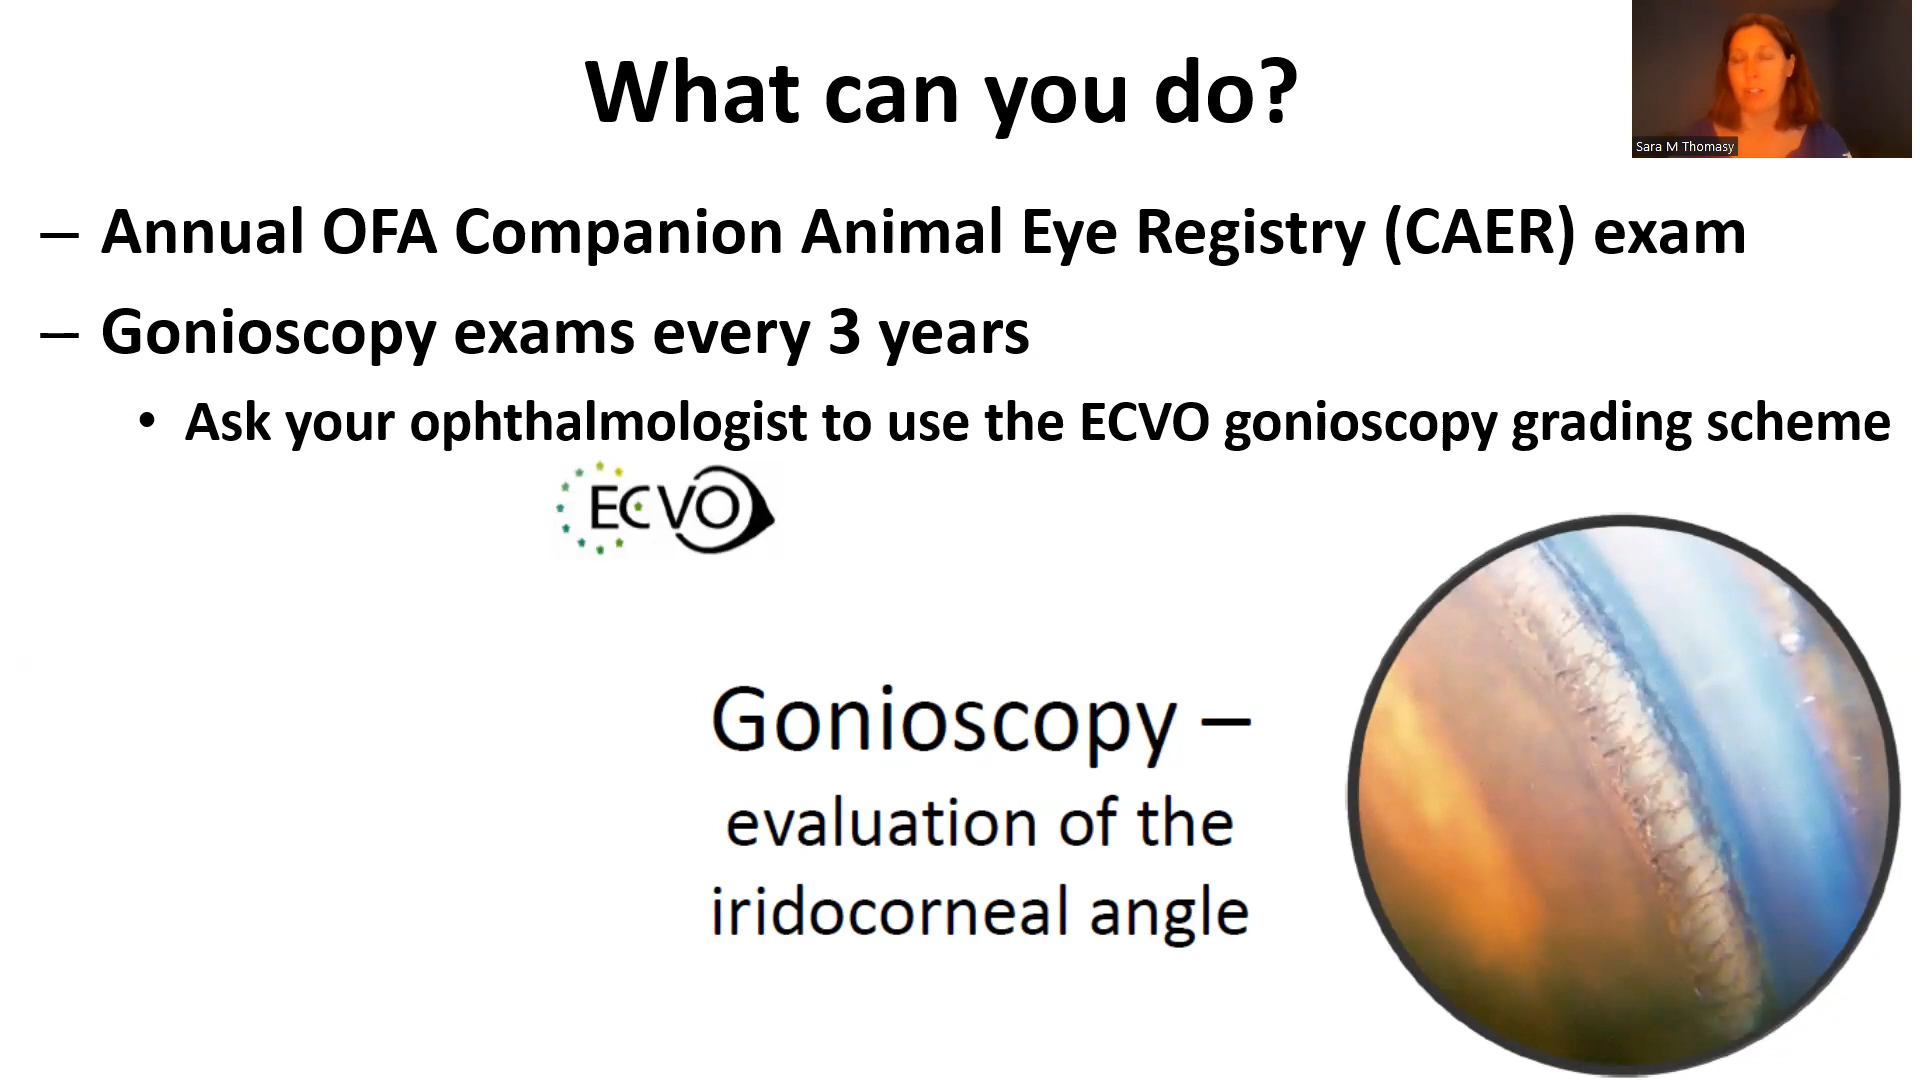 What can you do?
Sara M Thomasy
– Annual OFA Companion Animal Eye Registry (CAER) exam
– Gonioscopy exams every 3 years
• Ask your ophthalmologist to use the ECVO gonioscopy grading scheme
ECVO
Gonioscopy –
evaluation of the
iridocorneal angle